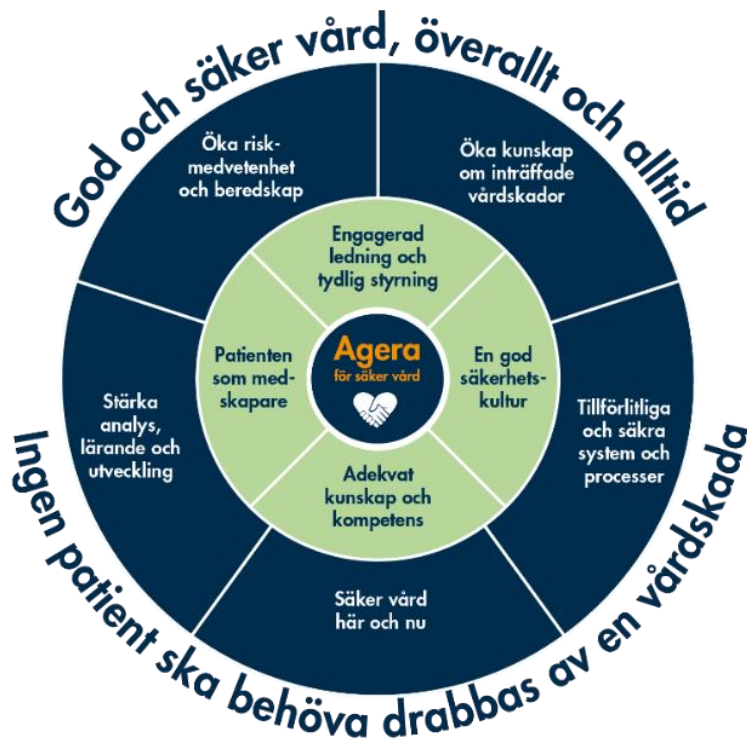 God och säker vård, överallt och alltid
Öka risk-
medvetenhet
och beredskap
Öka kunskap
om inträffade
vårdskador
Engagerad
ledning och
tydlig styrning
Patienten
som med-
skapare
Agera
för säker vård
En god
säkerhets-
kultur
Stärka
analys,
lärande och
utveckling
Tillförlitliga
och säkra
system och
processer
Adekvat
kunskap och
kompetens
Säker vård
här och nu
Ingen patient ska behöva drabbas av en vårdskada